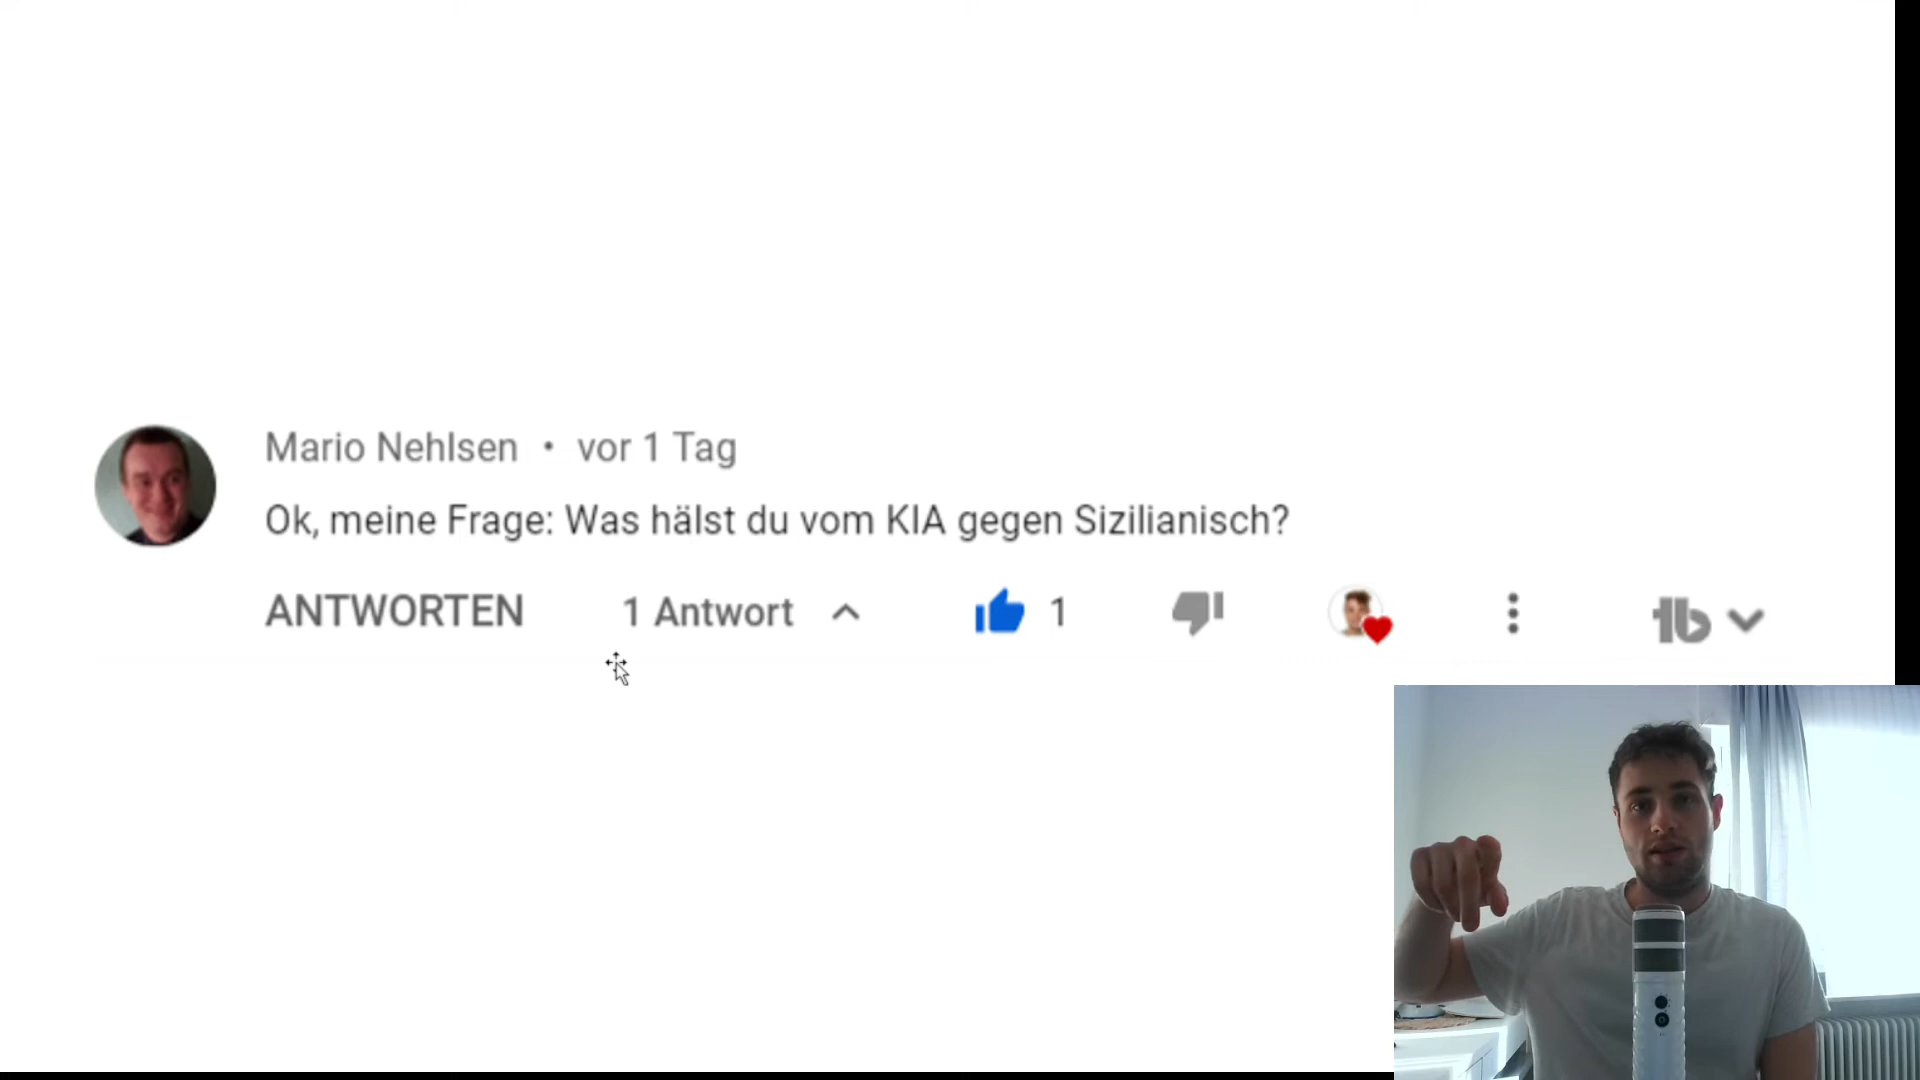 Mario Nehlsen • vor 1 Tag
Ok, meine Frage: Was hälst du vom KIA gegen Sizilianisch?
ANTWORTEN 1 Antwort 1 tb